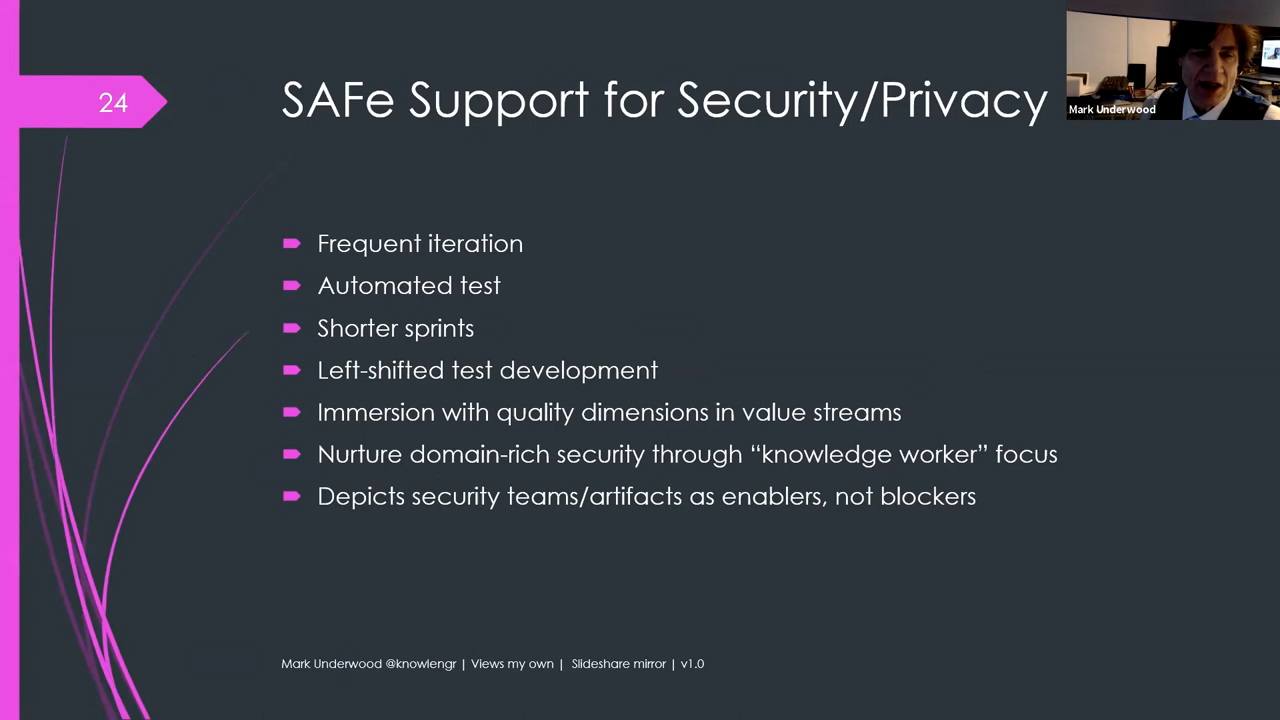 24
SAFe Support for Security/Privacy
Mark Underwood
Frequent iteration
Automated test
Shorter sprints
Left-shifted test development
Immersion with quality dimensions in value streams
Nurture domain-rich security through “knowledge worker” focus
Depicts security teams/artifacts as enablers, not blockers
Mark Underwood @knowlengr | Views my own | Slideshare mirror | v1.0